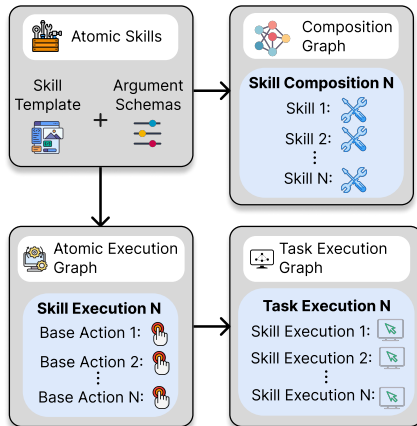 Atomic Skills
Skill
Template
+
Argument
Schemas
Composition
Graph
Skill Composition N
Skill 1:
Skill 2:
⋮
Skill N:
Atomic Execution
Graph
Skill Execution N
Base Action 1:
Base Action 2:
⋮
Base Action N:
Task Execution
Graph
Task Execution N
Skill Execution 1:
Skill Execution 2:
⋮
Skill Execution N: